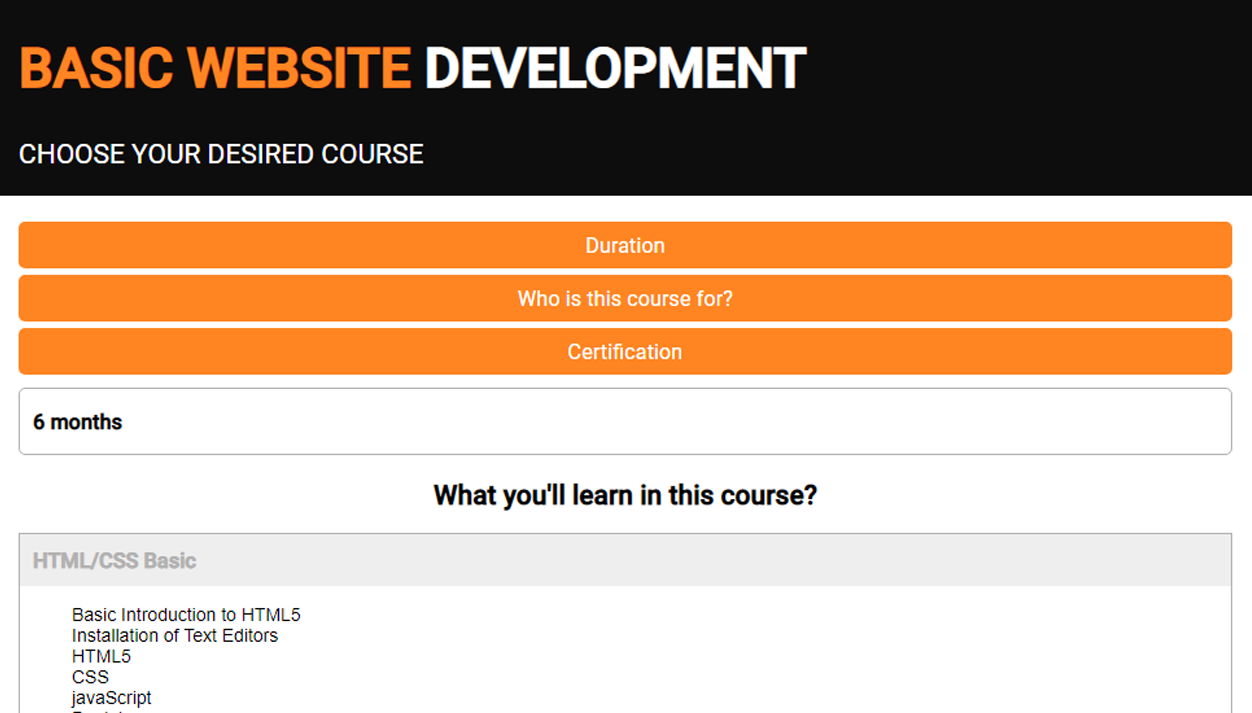 BASIC WEBSITE DEVELOPMENT
CHOOSE YOUR DESIRED COURSE
Duration
Who is this course for?
Certification
6 months
What you'll learn in this course?
HTML/CSS Basic
Basic Introduction to HTML5
Installation of Text Editors
HTML5
CSS
javaScript